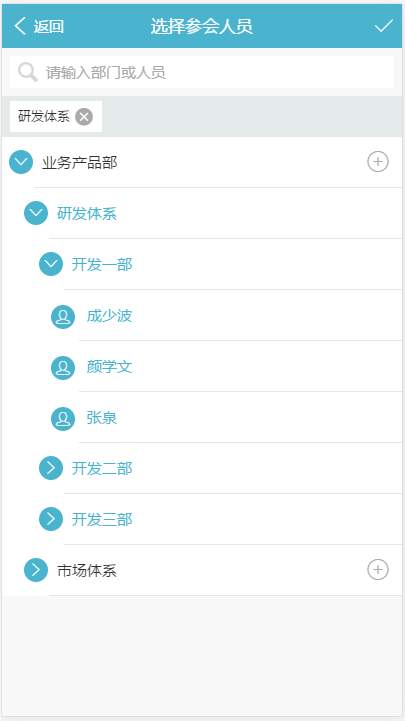 返回 选择参会人员
请输入部门或人员
研发体系
业务产品部
研发体系
开发一部
成少波
颜学文
张泉
开发二部
开发三部
市场体系